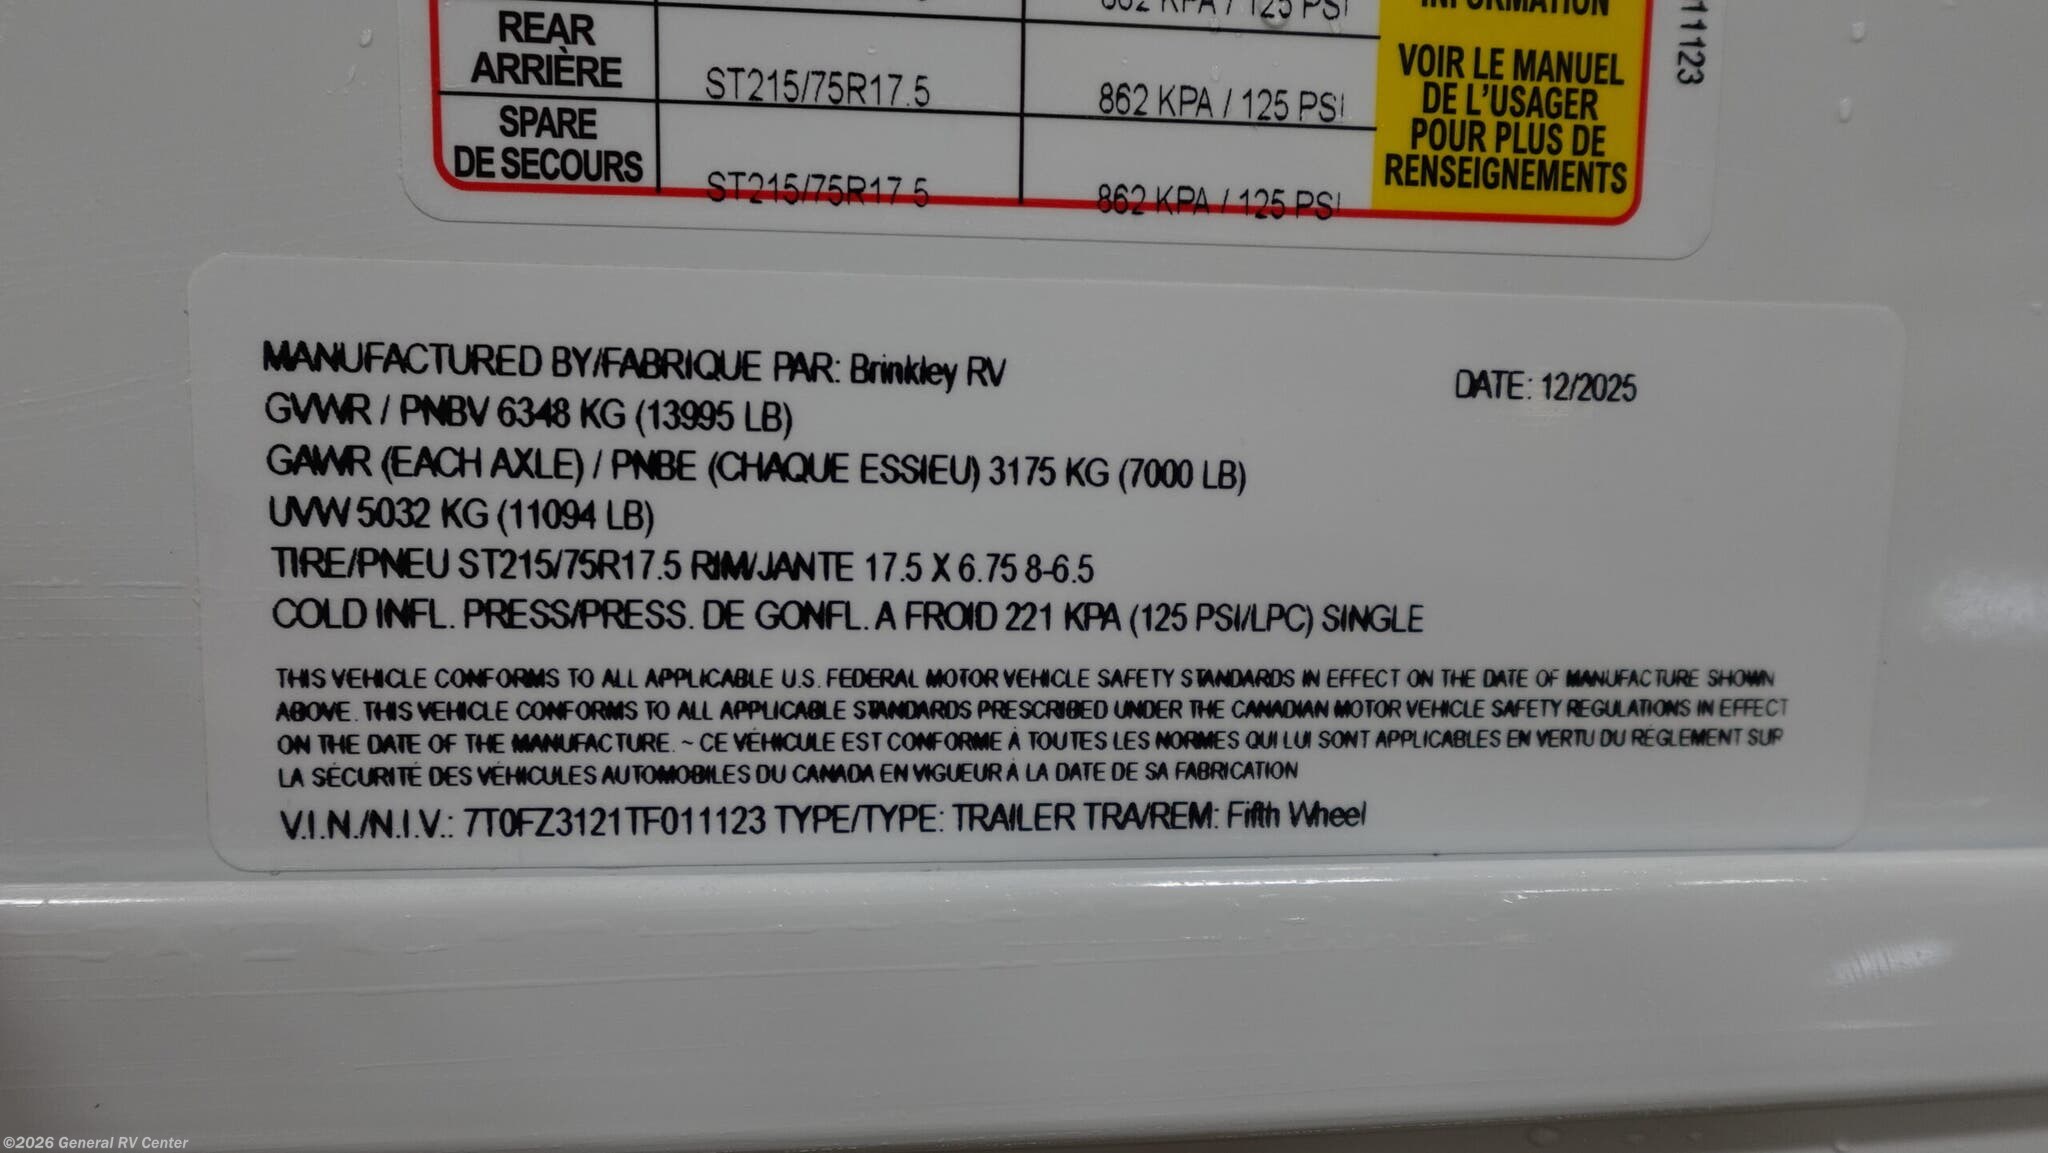 862 KPA / 125 PSI
INFORMATION
REAR
ARRIÈRE
ST215/75R17.5
862 KPA / 125 PSI
VOIR LE MANUEL
DE L'USAGER
POUR PLUS DE
RENSEIGNEMENTS
SPARE
DE SECOURS
ST215/75R17.5
862 KPA / 125 PSI
11123
MANUFACTURED BY/FABRIQUE PAR: Brinkley RV
DATE: 12/2025
GVWR / PNBV 6348 KG (13995 LB)
GAWR (EACH AXLE) / PNBE (CHAQUE ESSIEU) 3175 KG (7000 LB)
UVW 5032 KG (11094 LB)
TIRE/PNEU ST215/75R17.5 RIM/JANTE 17.5 X 6.75 8-6.5
COLD INFL. PRESS/PRESS. DE GONFL. A FROID 221 KPA (125 PSI/LPC) SINGLE
THIS VEHICLE CONFORMS TO ALL APPLICABLE U.S. FEDERAL MOTOR VEHICLE SAFETY STANDARDS IN EFFECT ON THE DATE OF MANUFACTURE SHOWN
ABOVE. THIS VEHICLE CONFORMS TO ALL APPLICABLE STANDARDS PRESCRIBED UNDER THE CANADIAN MOTOR VEHICLE SAFETY REGULATIONS IN EFFECT
ON THE DATE OF THE MANUFACTURE. ~ CE VÉHICULE EST CONFORME À TOUTES LES NORMES QUI LUI SONT APPLICABLES EN VERTU DU RÉGLEMENT SUR
LA SÉCURITÉ DES VÉHICULES AUTOMOBILES DU CANADA EN VIGUEUR À LA DATE DE SA FABRICATION
V.I.N./N.I.V.: 7T0FZ3121TF011123 TYPE/TYPE: TRAILER TRA/REM: Fifth Wheel
©2026 General RV Center